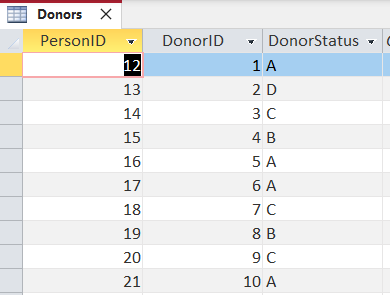 Donors
PersonID DonorID DonorStatus
12 1 A
13 2 D
14 3 C
15 4 B
16 5 A
17 6 A
18 7 C
19 8 B
20 9 C
21 10 A